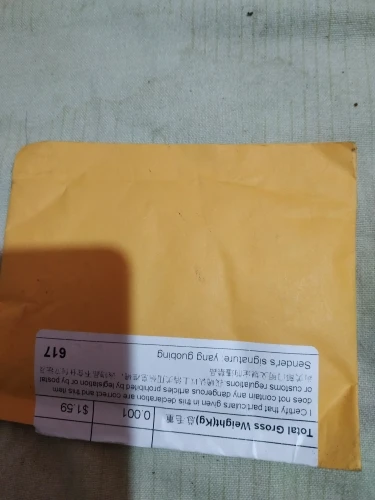 Total Gross Weight(Kg)总毛重 0.001 $1.59
I Certify that particulars given in this declaration are correct and this item
does not contain any dangerous articles prohibited by legislation or by postal
or customs regulations.
Sender's signature yang guobing 617